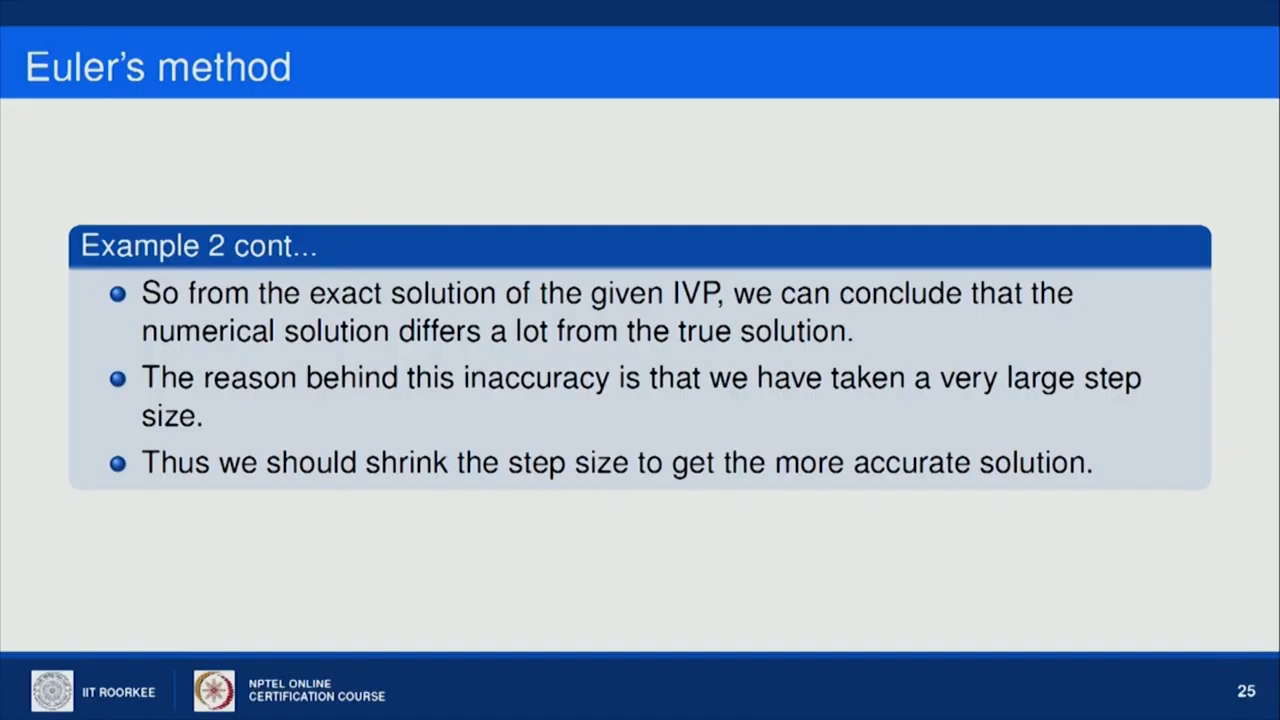 Euler's method
Example 2 cont...
So from the exact solution of the given IVP, we can conclude that the
numerical solution differs a lot from the true solution.
The reason behind this inaccuracy is that we have taken a very large step
size.
Thus we should shrink the step size to get the more accurate solution.
IIT ROORKEE
NPTEL ONLINE
CERTIFICATION COURSE
25